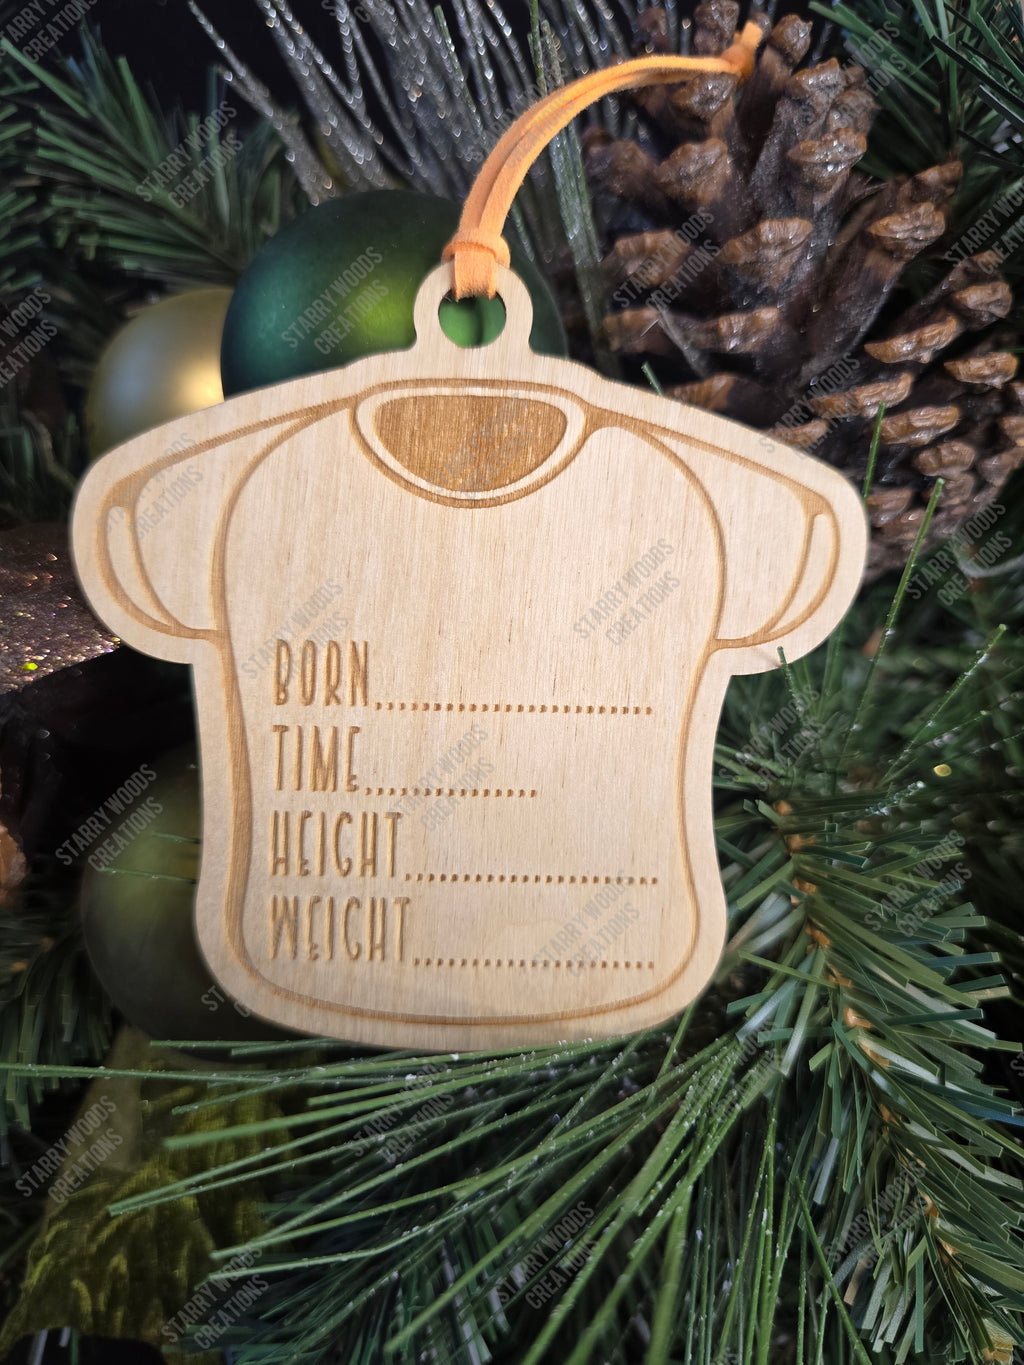 BORN......................
TIME...............
HEIGHT.....................
WEIGHT....................
STARRY WOODS
CREATIONS